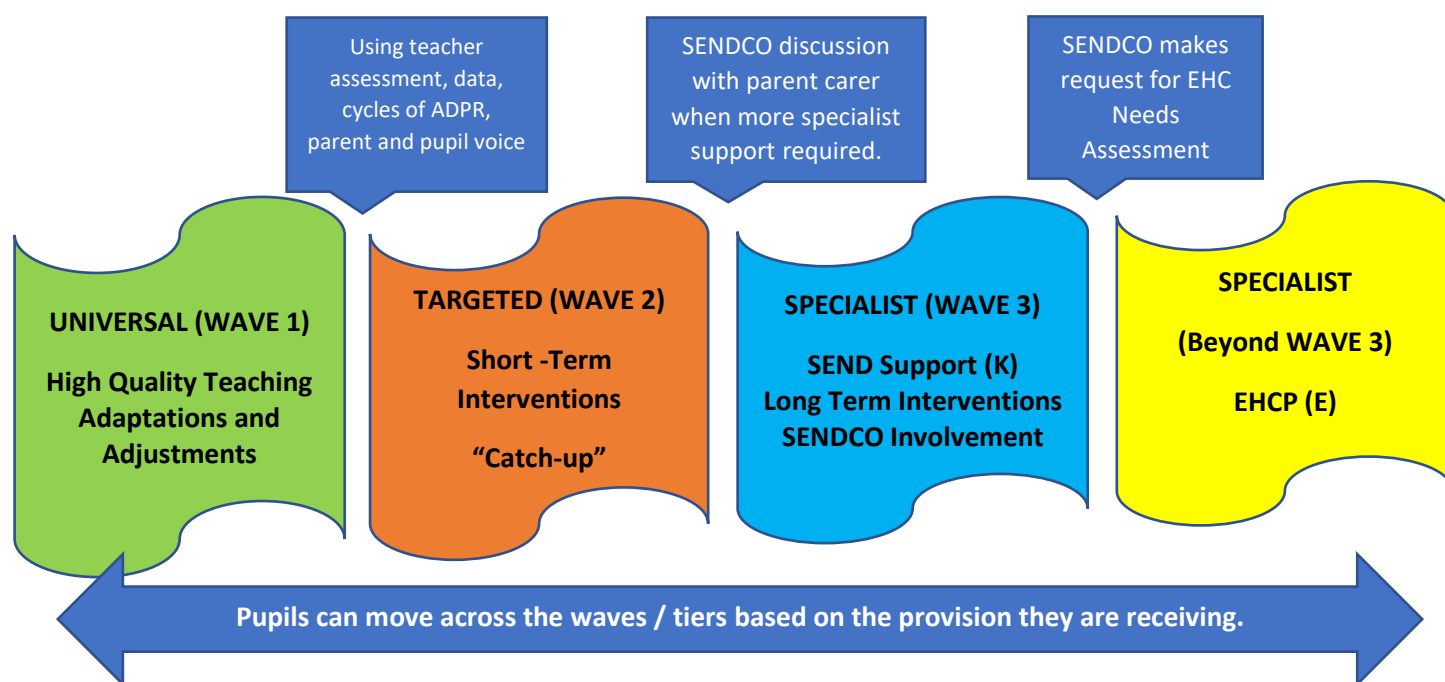 Using teacher
assessment, data,
cycles of ADPR,
parent and pupil voice
SENDCO discussion
with parent carer
when more specialist
support required.
SENDCO makes
request for EHC
Needs
Assessment
UNIVERSAL (WAVE 1)
High Quality Teaching
Adaptations and
Adjustments
TARGETED (WAVE 2)
Short -Term
Interventions
“Catch-up”
SPECIALIST (WAVE 3)
SEND Support (K)
Long Term Interventions
SENDCO Involvement
SPECIALIST
(Beyond WAVE 3)
EHCP (E)
Pupils can move across the waves / tiers based on the provision they are receiving.